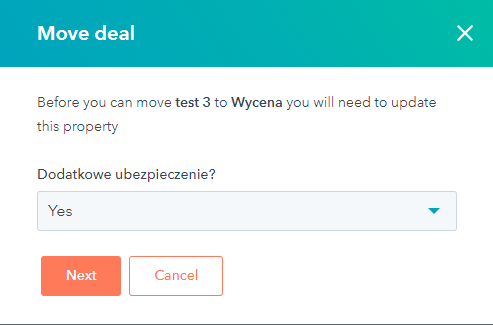 Move deal
Before you can move test 3 to Wycena you will need to update
this property
Dodatkowe ubezpieczenie?
Yes
Next Cancel